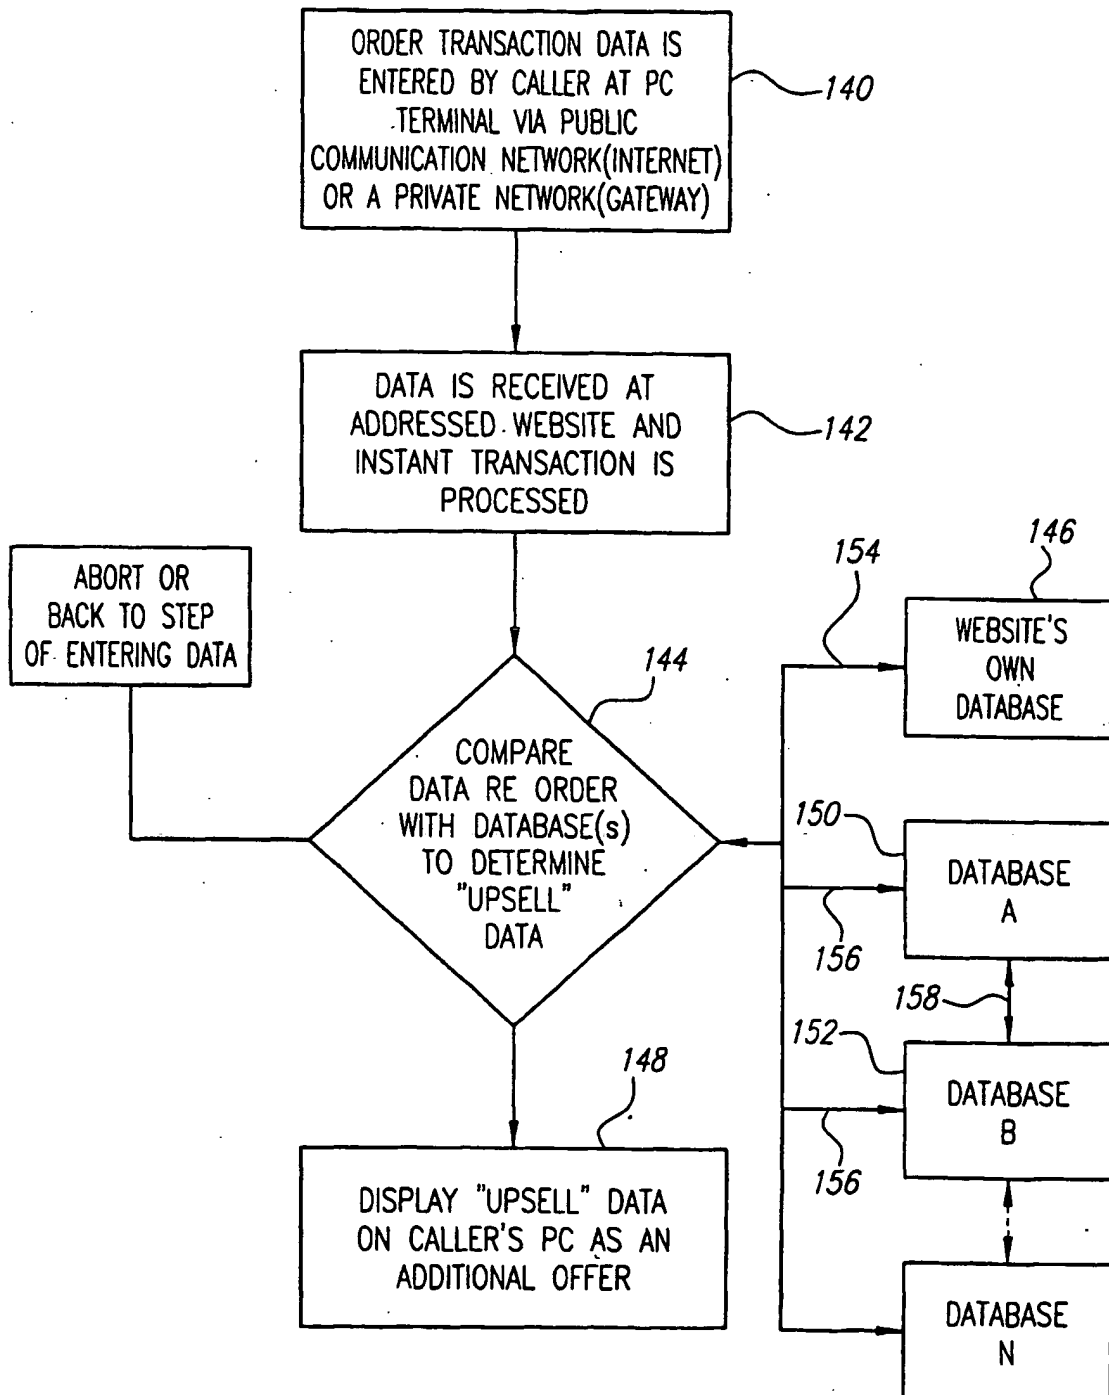 ORDER TRANSACTION DATA IS
ENTERED BY CALLER AT PC
TERMINAL VIA PUBLIC
COMMUNICATION NETWORK(INTERNET)
OR A PRIVATE NETWORK(GATEWAY)
140
DATA IS RECEIVED AT
ADDRESSED WEBSITE AND
INSTANT TRANSACTION IS
PROCESSED
142
ABORT OR
BACK TO STEP
OF ENTERING DATA
144
COMPARE
DATA RE ORDER
WITH DATABASE(s)
TO DETERMINE
"UPSELL"
DATA
154
146
WEBSITE'S
OWN
DATABASE
150
DATABASE
A
156
158
152
DATABASE
B
156
148
DISPLAY "UPSELL" DATA
ON CALLER'S PC AS AN
ADDITIONAL OFFER
DATABASE
N